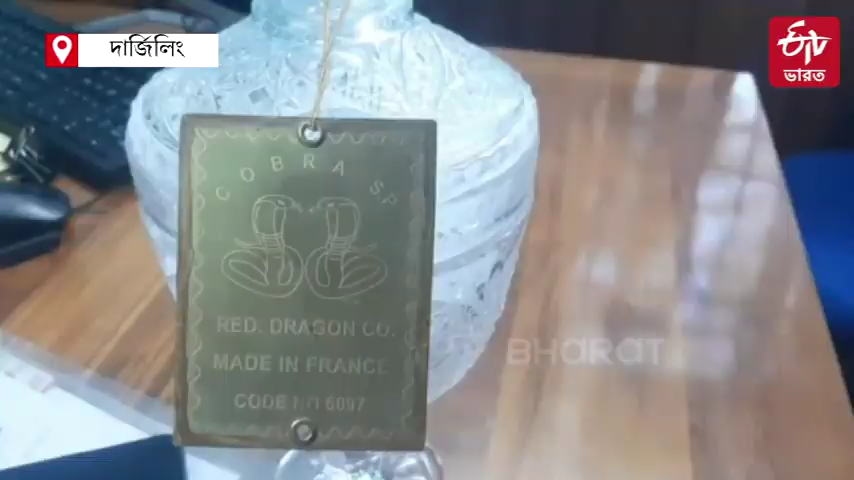 দার্জিলিং
etv
ভারত
COBRA SP
RED. DRAGON CO.
MADE IN FRANCE
CODE NO 6097
BHARAT